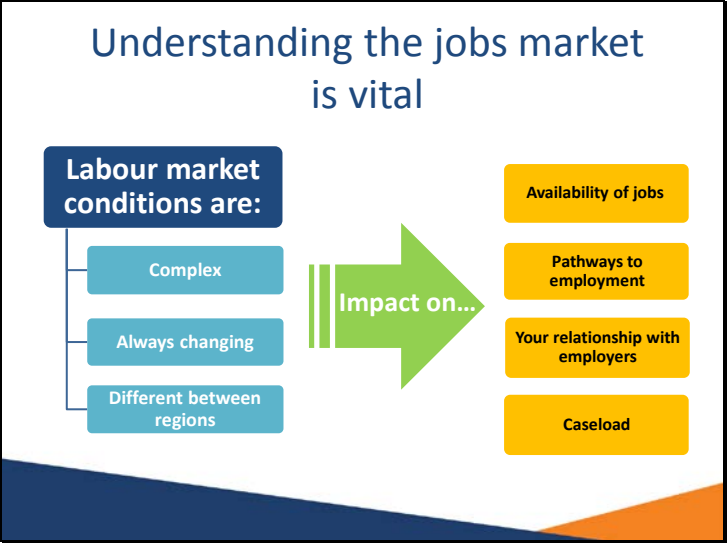 Understanding the jobs market
is vital
Labour market
conditions are:
Complex
Always changing
Different between
regions
Impact on...
Availability of jobs
Pathways to
employment
Your relationship with
employers
Caseload